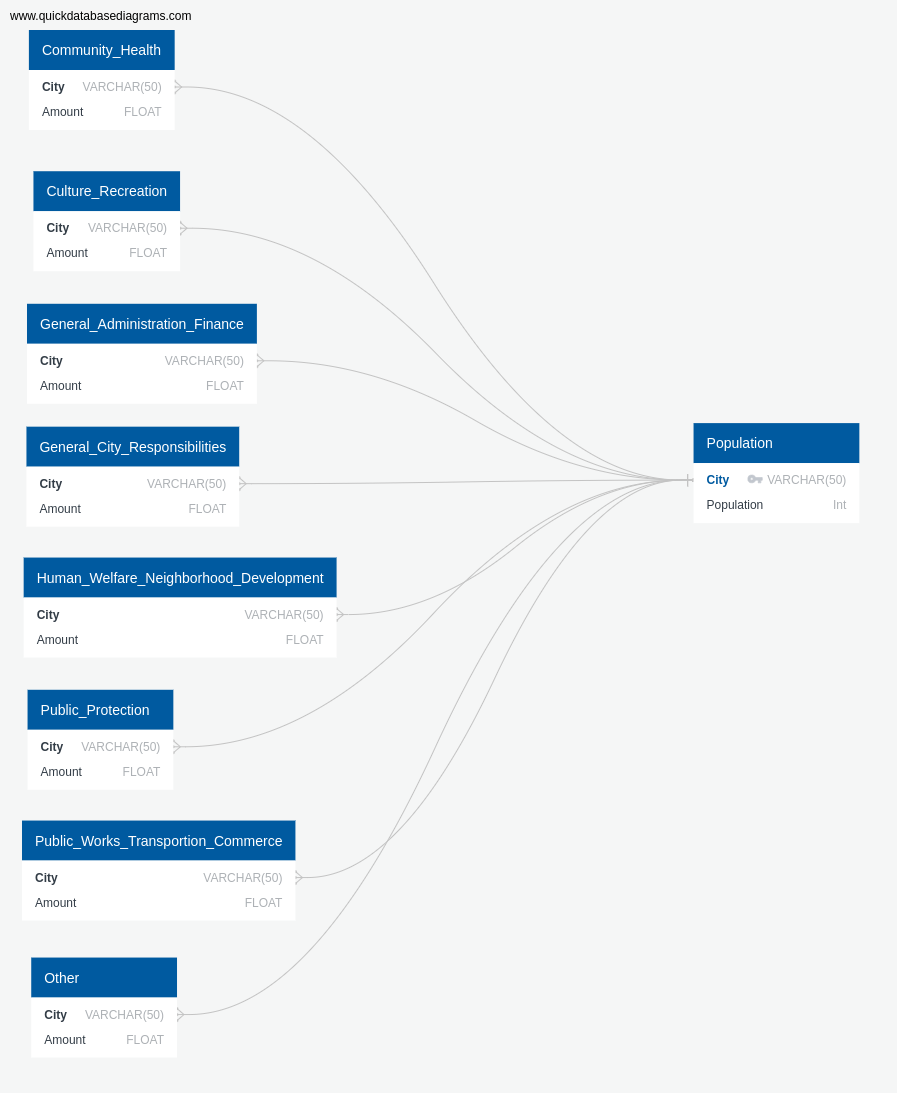 www.quickdatabasediagrams.com
Community_Health
City VARCHAR(50)
Amount FLOAT
Culture_Recreation
City VARCHAR(50)
Amount FLOAT
General_Administration_Finance
City VARCHAR(50)
Amount FLOAT
General_City_Responsibilities
City VARCHAR(50)
Amount FLOAT
Human_Welfare_Neighborhood_Development
City VARCHAR(50)
Amount FLOAT
Public_Protection
City VARCHAR(50)
Amount FLOAT
Public_Works_Transportion_Commerce
City VARCHAR(50)
Amount FLOAT
Other
City VARCHAR(50)
Amount FLOAT
Population
City VARCHAR(50)
Population Int